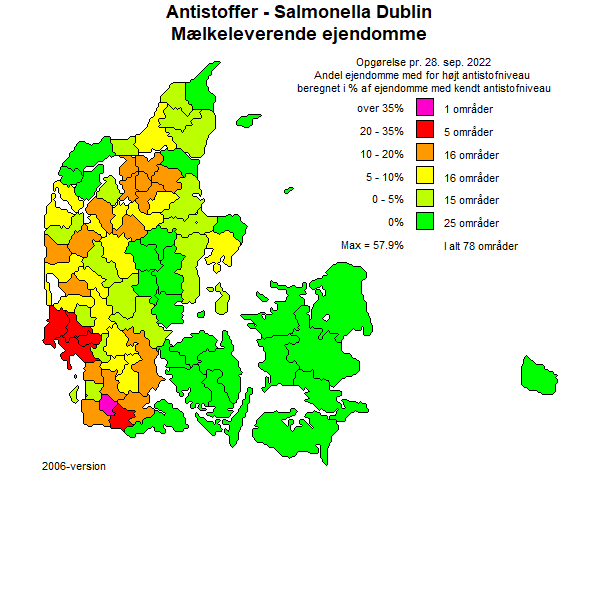 Antistoffer - Salmonella Dublin
Mælkeleverende ejendomme
Opgørelse pr. 28. sep. 2022
Andel ejendomme med for højt antistofniveau
beregnet i % af ejendomme med kendt antistofniveau
over 35% 1 områder
20 - 35% 5 områder
10 - 20% 16 områder
5 - 10% 16 områder
0 - 5% 15 områder
0% 25 områder
Max = 57.9% I alt 78 områder
2006-version